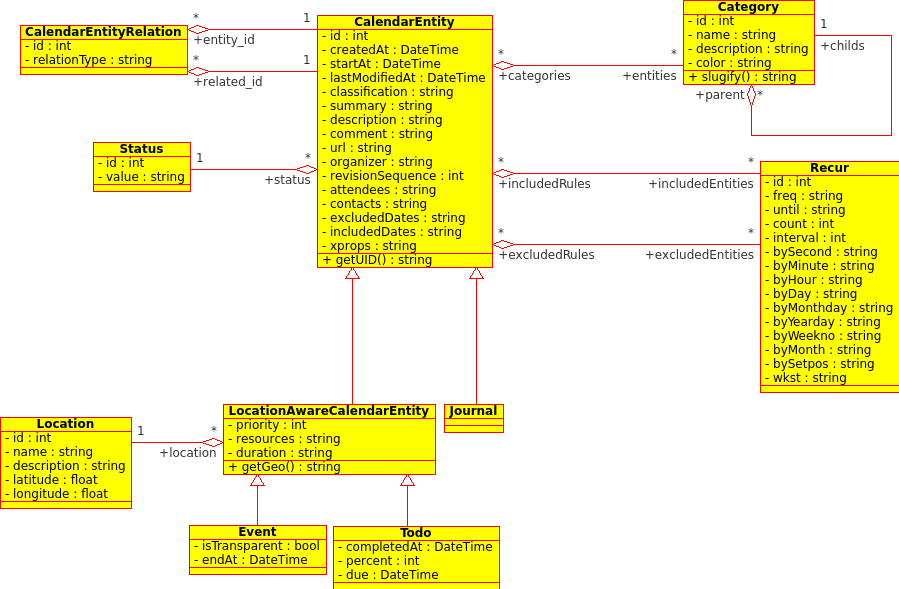 CalendarEntityRelation
- id : int
- relationType : string
*
1
+entity_id
*
1
+related_id
CalendarEntity
- id : int
- createdAt : DateTime
- startAt : DateTime
- lastModifiedAt : DateTime
- classification : string
- summary : string
- description : string
- comment : string
- url : string
- organizer : string
- revisionSequence : int
- attendees : string
- contacts : string
- excludedDates : string
- includedDates : string
- xprops : string
+ getUID() : string
*
*
+categories
+entities
Category
- id : int
- name : string
- description : string
- color : string
+ slugify() : string
1
+childs
+parent
*
Status
- id : int
- value : string
1
*
+status
*
*
+includedRules
+includedEntities
*
*
+excludedRules
+excludedEntities
Recur
- id : int
- freq : string
- until : string
- count : int
- interval : int
- bySecond : string
- byMinute : string
- byHour : string
- byDay : string
- byMonthday : string
- byYearday : string
- byWeekno : string
- byMonth : string
- bySetpos : string
- wkst : string
Location
- id : int
- name : string
- description : string
- latitude : float
- longitude : float
1
*
+location
LocationAwareCalendarEntity
- priority : int
- resources : string
- duration : string
+ getGeo() : string
Journal
Event
- isTransparent : bool
- endAt : DateTime
Todo
- completedAt : DateTime
- percent : int
- due : DateTime